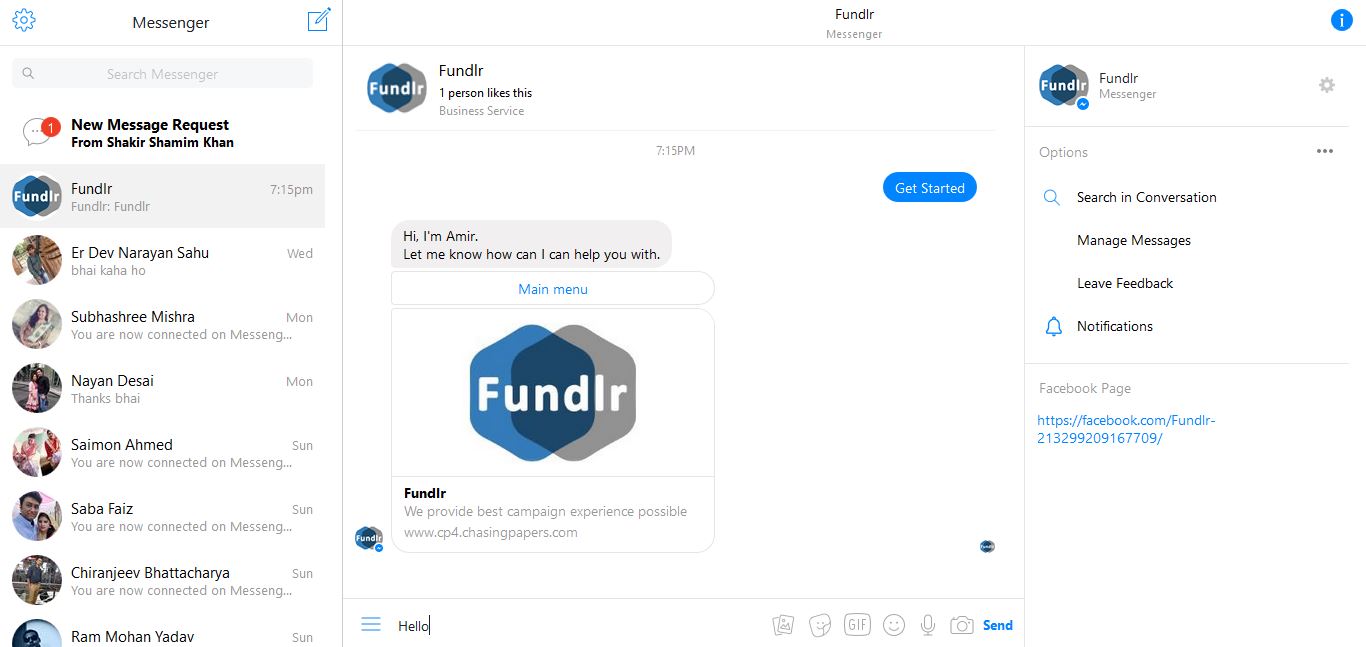 Messenger
Search Messenger
1
New Message Request
From Shakir Shamim Khan
Fundlr
Fundlr
7:15pm
Fundlr: Fundlr
Er Dev Narayan Sahu
Wed
bhai kaha ho
Subhashree Mishra
Mon
You are now connected on Messeng...
Nayan Desai
Mon
Thanks bhai
Saimon Ahmed
Sun
You are now connected on Messeng...
Saba Faiz
Sun
You are now connected on Messeng...
Chiranjeev Bhattacharya
Sun
You are now connected on Messeng...
Ram Mohan Yadav
Sun
Fundlr
Messenger
i
Fundlr
Fundlr
1 person likes this
Business Service
7:15PM
Get Started
Hi, I'm Amir.
Let me know how can I can help you with.
Main menu
Fundlr
Fundlr
We provide best campaign experience possible
www.cp4.chasingpapers.com
Fundlr
Fundlr
Hello
GIF
Send
Fundlr
Fundlr
Messenger
Options
Search in Conversation
Manage Messages
Leave Feedback
Notifications
Facebook Page
https://facebook.com/Fundlr-
213299209167709/